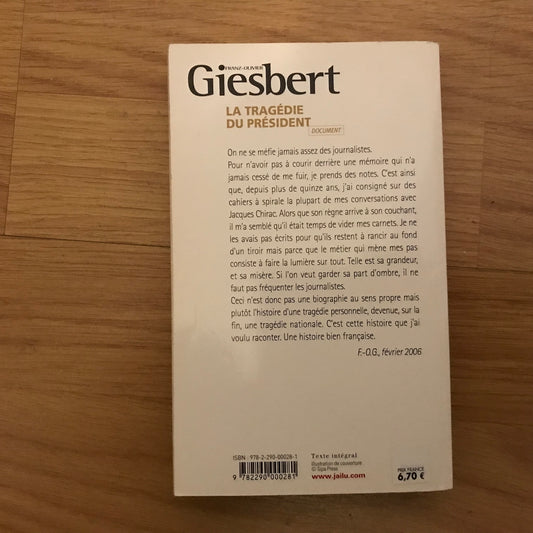 FRANZ-OLIVIER
Giesbert
LA TRAGÉDIE
DU PRÉSIDENT
DOCUMENT
On ne se méfie jamais assez des journalistes.
Pour n'avoir pas à courir derrière une mémoire qui n'a
jamais cessé de me fuir, je prends des notes. C'est ainsi
que, depuis plus de quinze ans, j'ai consigné sur des
cahiers à spirale la plupart de mes conversations avec
Jacques Chirac. Alors que son règne arrive à son couchant,
il m'a semblé qu'il était temps de vider mes carnets. Je ne
les avais pas écrits pour qu'ils restent à rancir au fond
d'un tiroir mais parce que le métier qui mène mes pas
consiste à faire la lumière sur tout. Telle est sa grandeur,
et sa misère. Si l'on veut garder sa part d'ombre, il ne
faut pas fréquenter les journalistes.
Ceci n'est donc pas une biographie au sens propre mais
plutôt l'histoire d'une tragédie personnelle, devenue, sur la
fin, une tragédie nationale. C'est cette histoire que j'ai
voulu raconter. Une histoire bien française.
F.-O.G., février 2006
ISBN : 978-2-290-00028-1
9 782290 000281
Texte intégral
Illustration de couverture
© Sipa Press
www.jailu.com
PRIX FRANCE
6,70 €